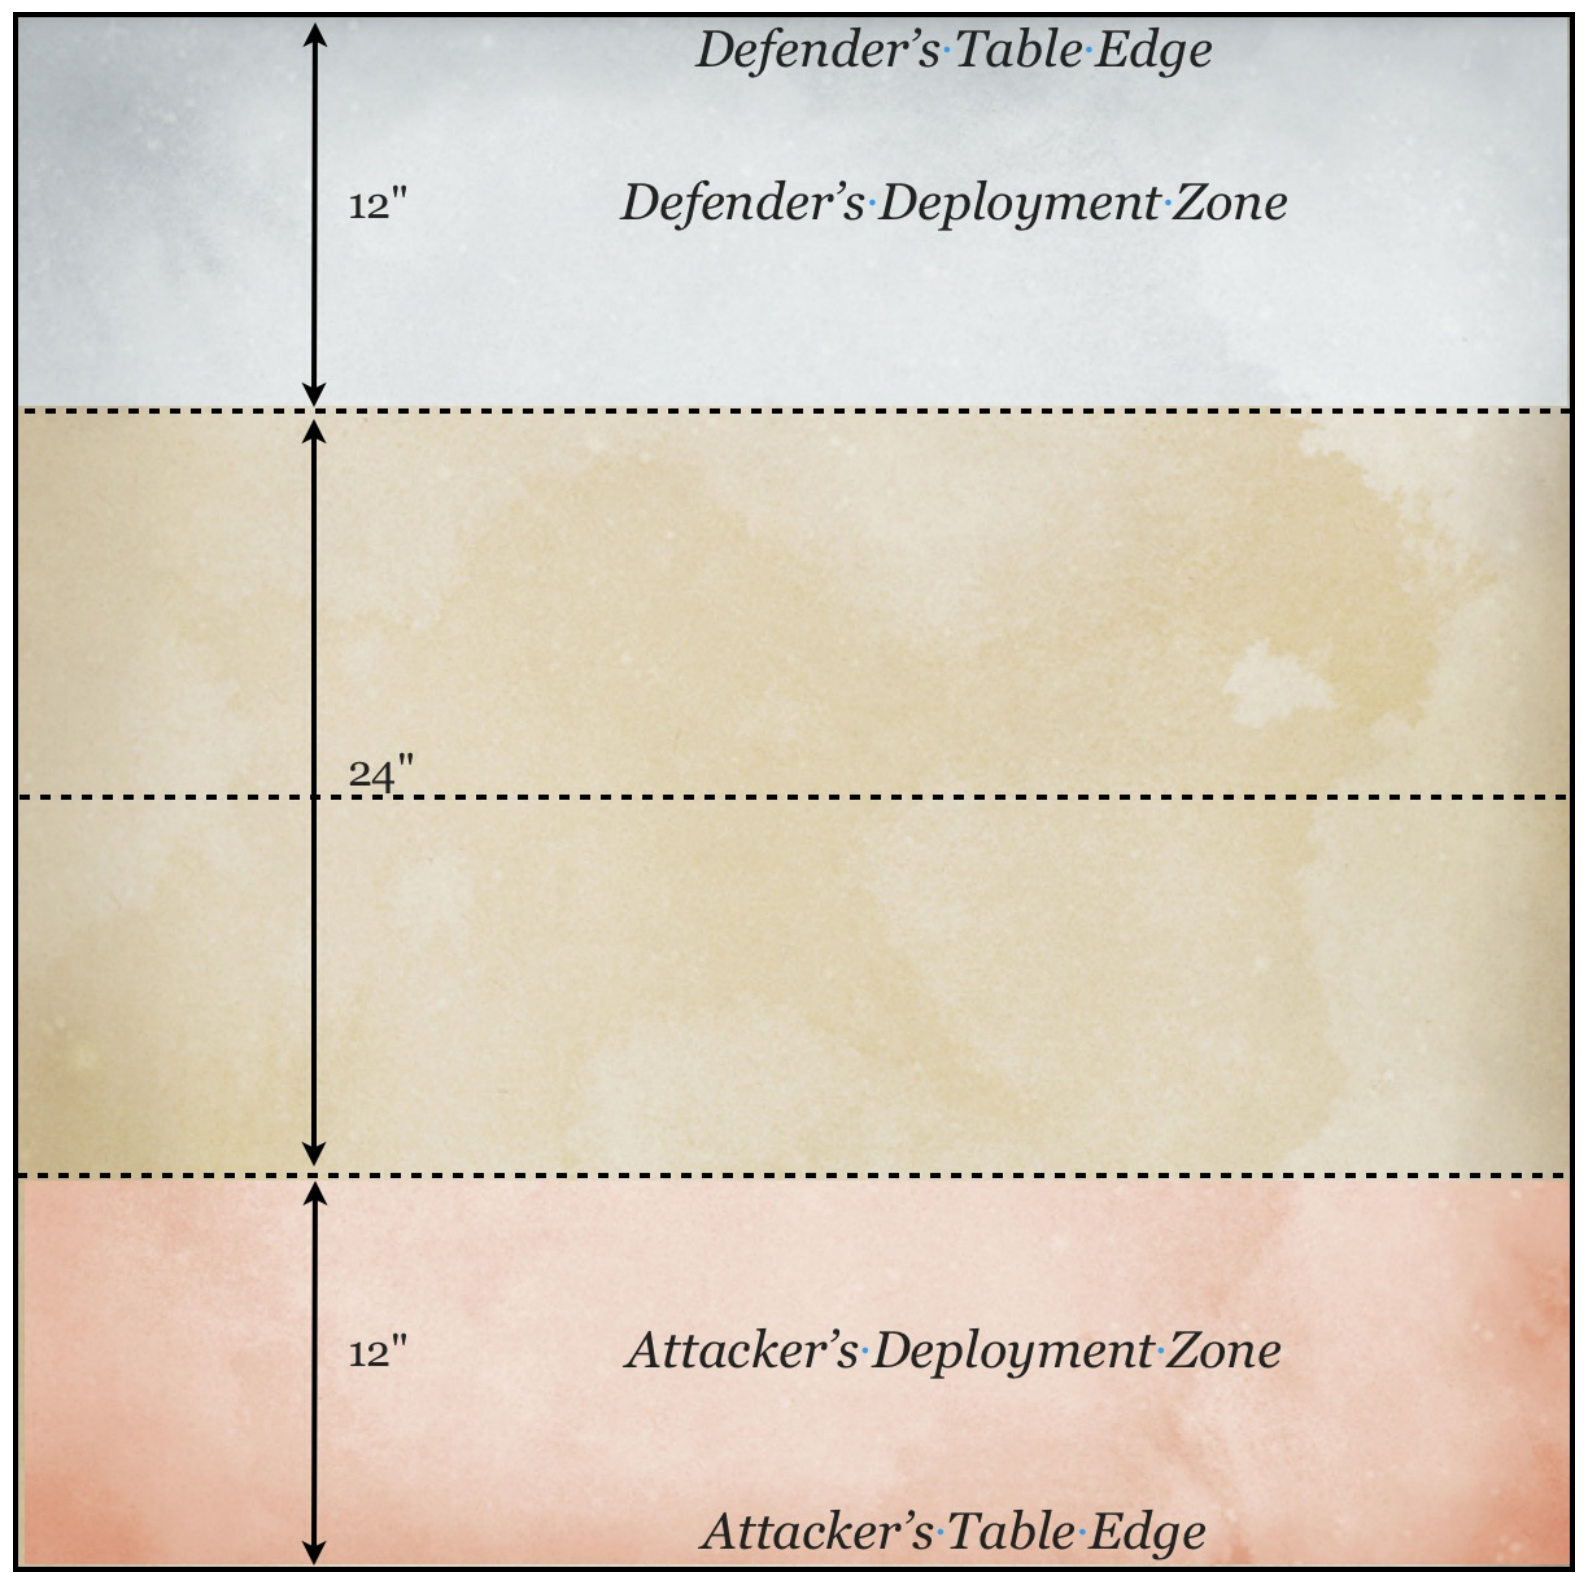 Defender’s·Table·Edge
12"
Defender’s·Deployment·Zone
24"
12"
Attacker’s·Deployment·Zone
Attacker’s·Table·Edge